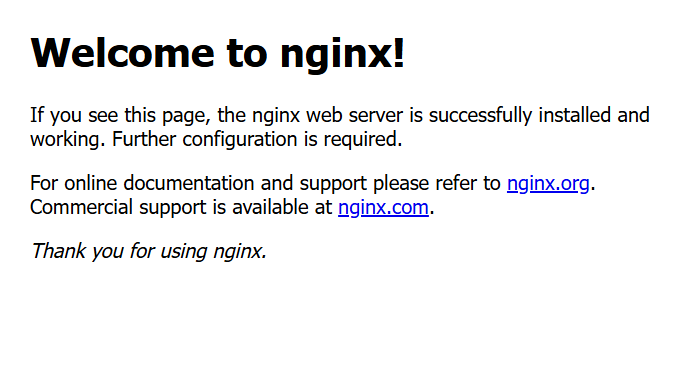 Welcome to nginx!
If you see this page, the nginx web server is successfully installed and
working. Further configuration is required.
For online documentation and support please refer to nginx.org.
Commercial support is available at nginx.com.
Thank you for using nginx.